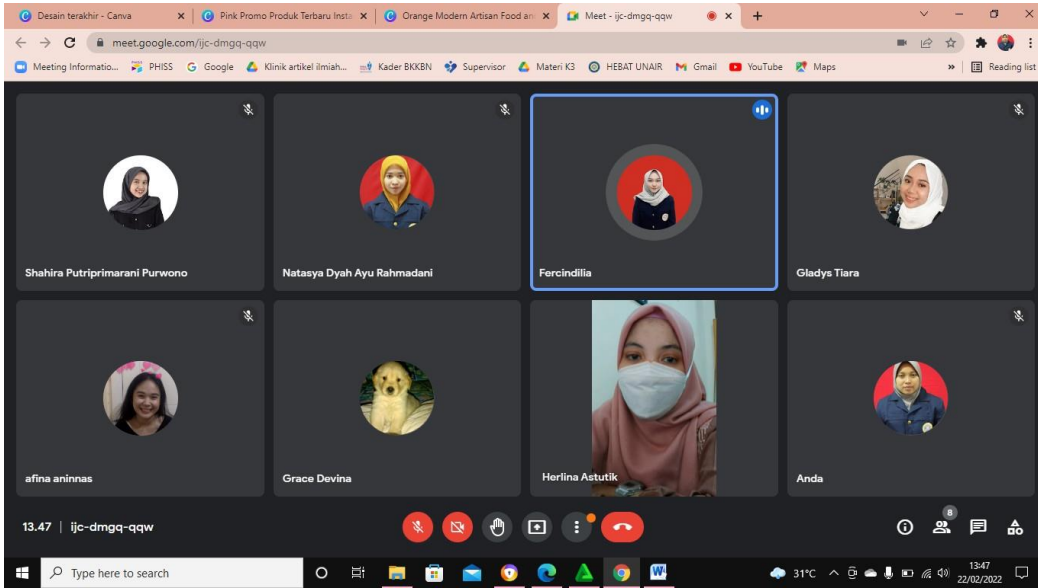 Desain terakhir - Canva
Pink Promo Produk Terbaru Insta
Orange Modern Artisan Food an
Meet - ijc-dmgq-qqw
meet.google.com/ijc-dmgq-qqw
Meeting Informatio...
PHISS
Google
Klinik artikel ilmiah...
Kader BKKBN
Supervisor
Materi K3
HEBAT UNAIR
Gmail
YouTube
Maps
»
Reading list
Shahira Putriprimarani Purwono
Natasya Dyah Ayu Rahmadani
Fercindilia
Gladys Tiara
afina aninnas
Grace Devina
Herlina Astutik
Anda
13.47 | ijc-dmgq-qqw
8
Type here to search
31°C
13:47
22/02/2022